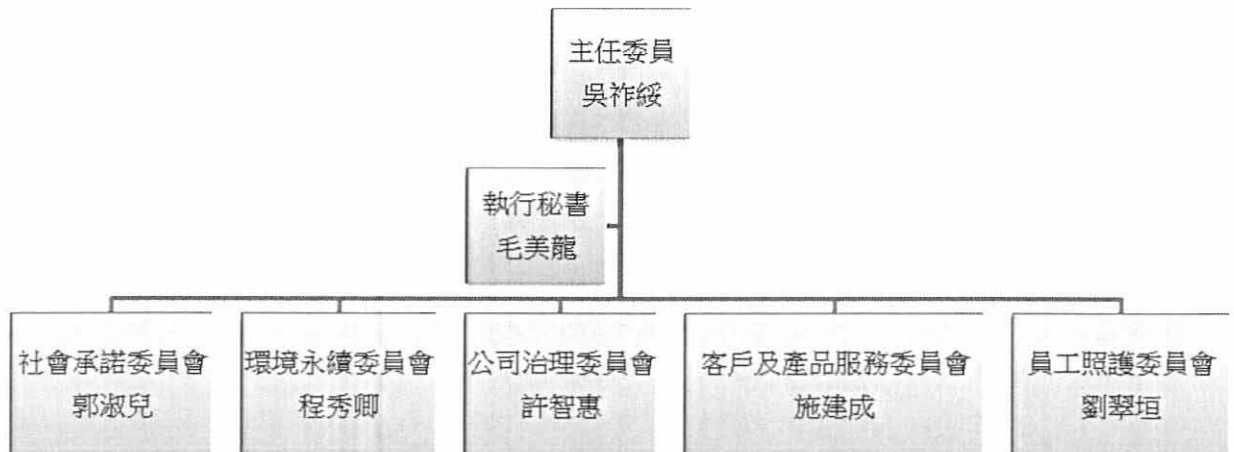 主任委員
吳祚綏
執行秘書
毛美龍
社會承諾委員會
郭淑兒
環境永續委員會
程秀卿
公司治理委員會
許智惠
客戶及產品服務委員會
施建成
員工照護委員會
劉翠垣